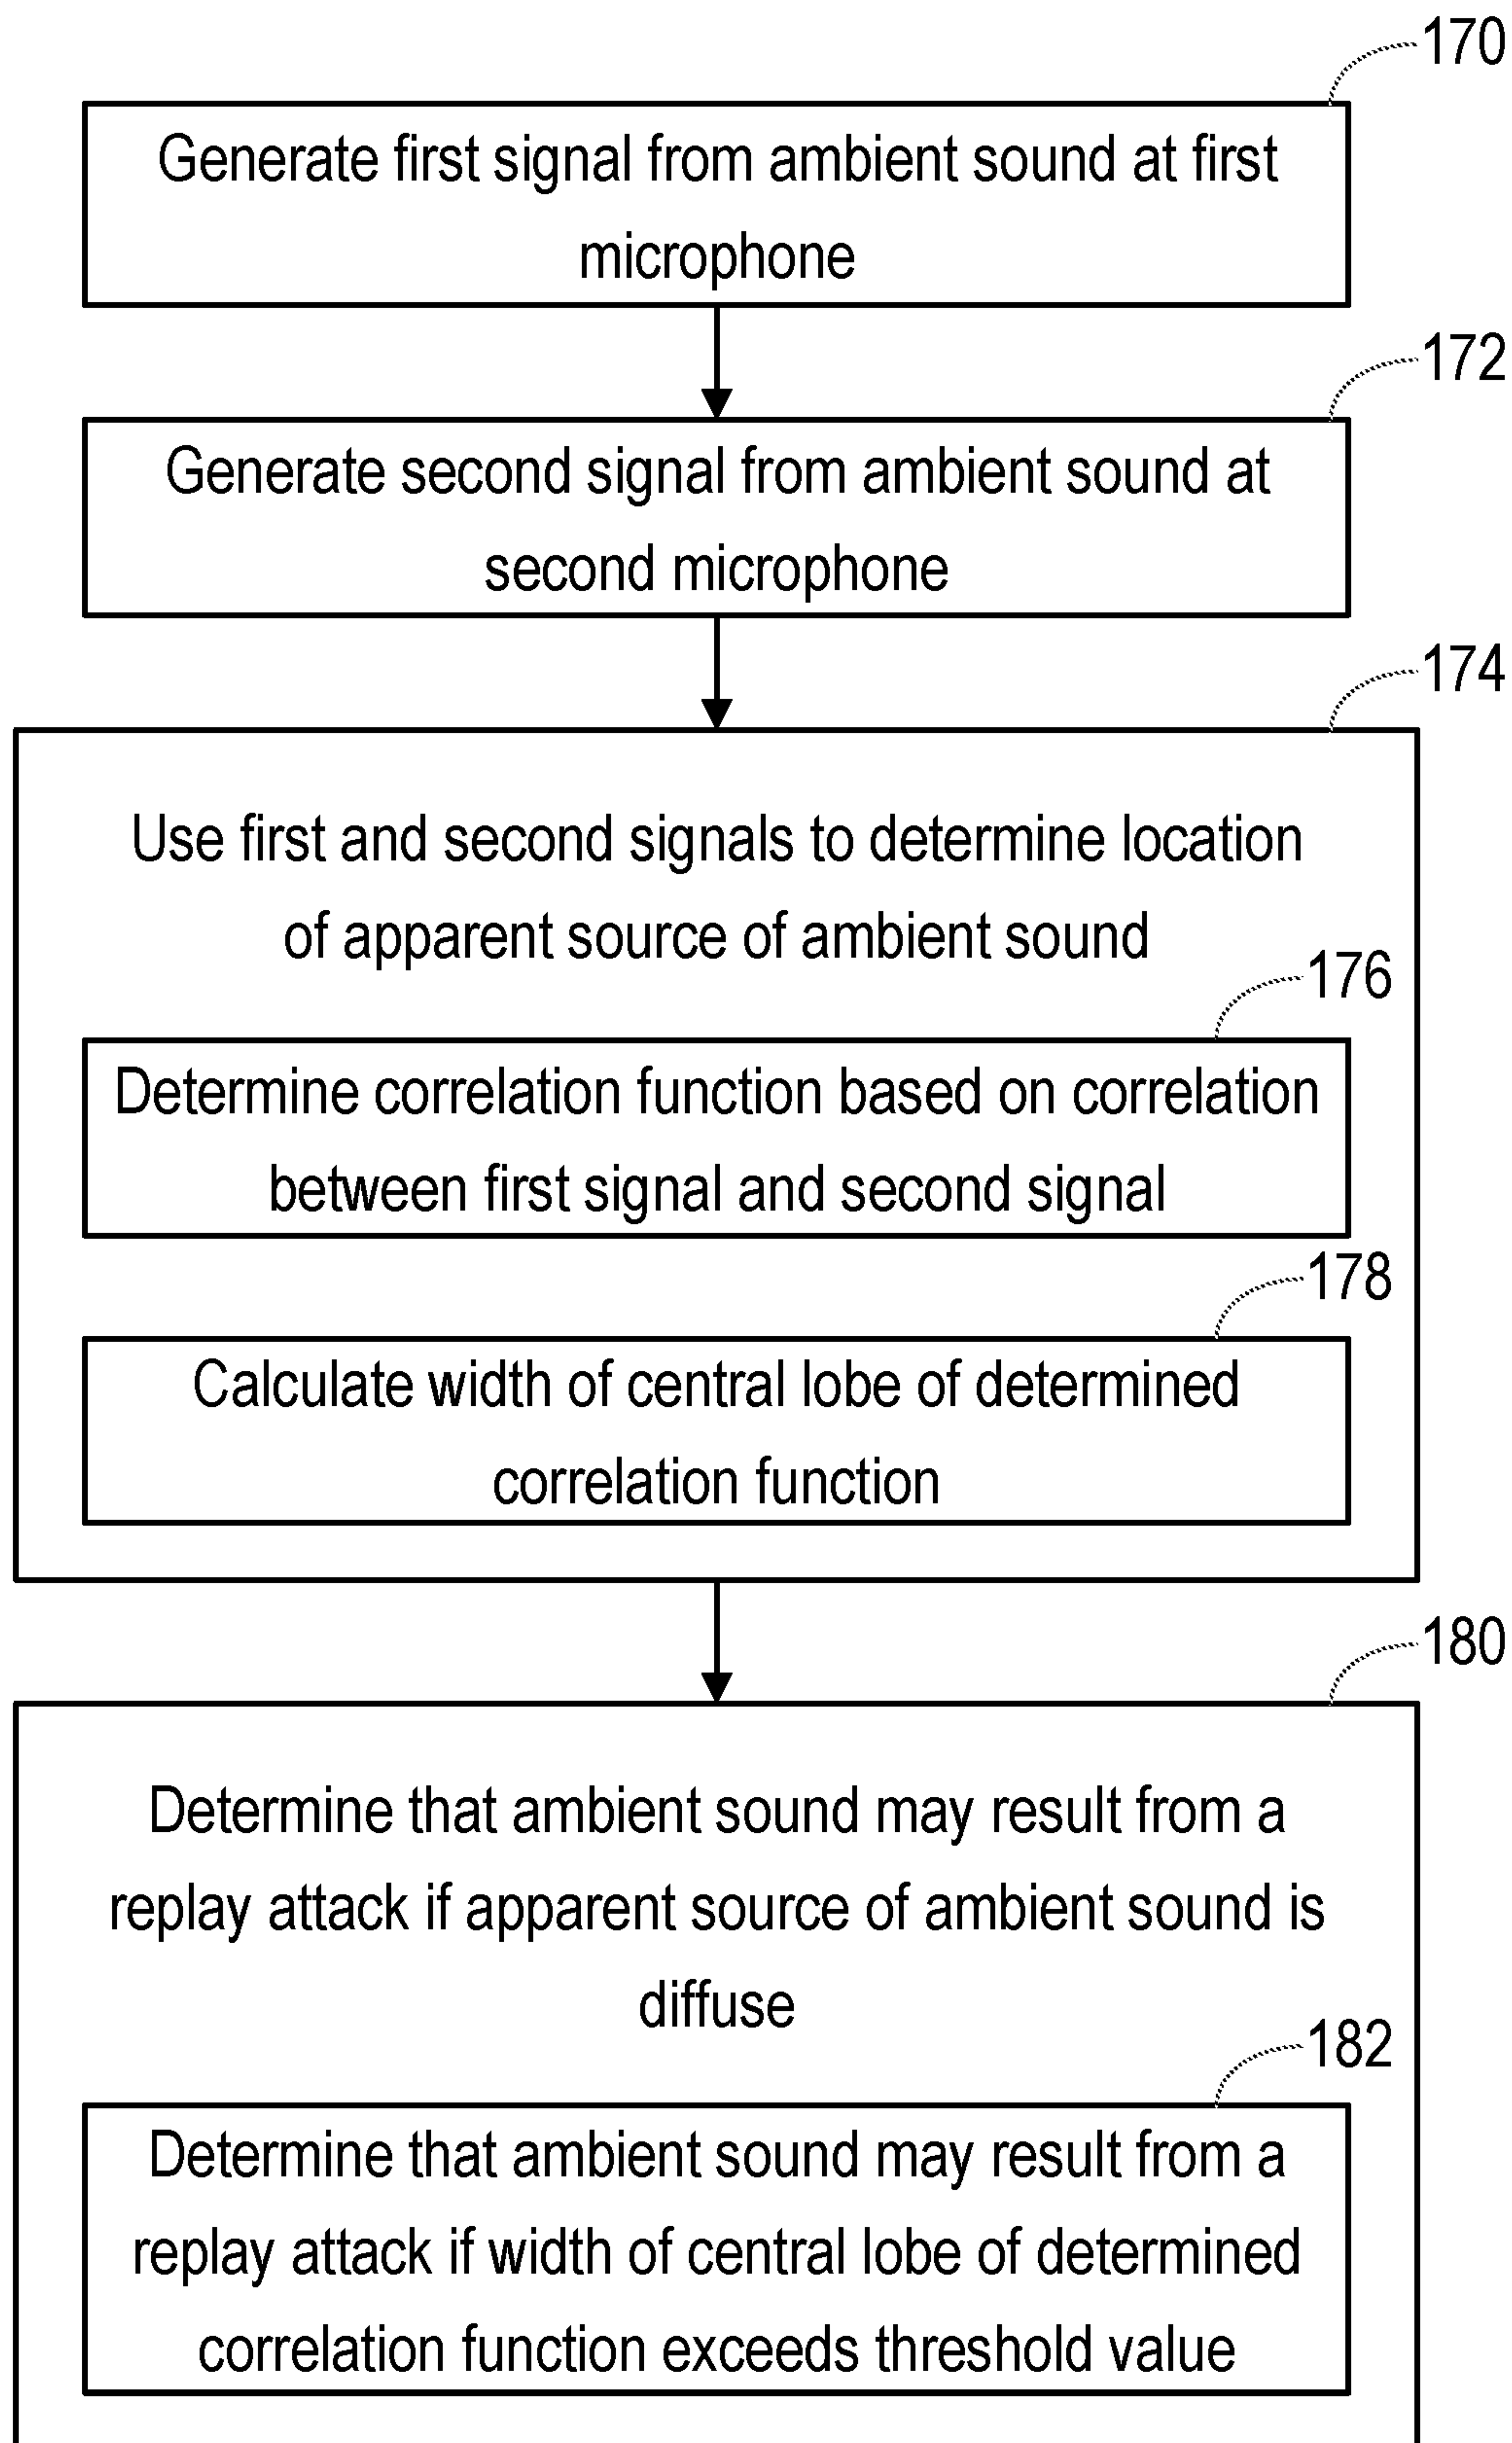 170
Generate first signal from ambient sound at first
microphone
172
Generate second signal from ambient sound at
second microphone
174
Use first and second signals to determine location
of apparent source of ambient sound
176
Determine correlation function based on correlation
between first signal and second signal
178
Calculate width of central lobe of determined
correlation function
180
Determine that ambient sound may result from a
replay attack if apparent source of ambient sound is
diffuse
182
Determine that ambient sound may result from a
replay attack if width of central lobe of determined
correlation function exceeds threshold value